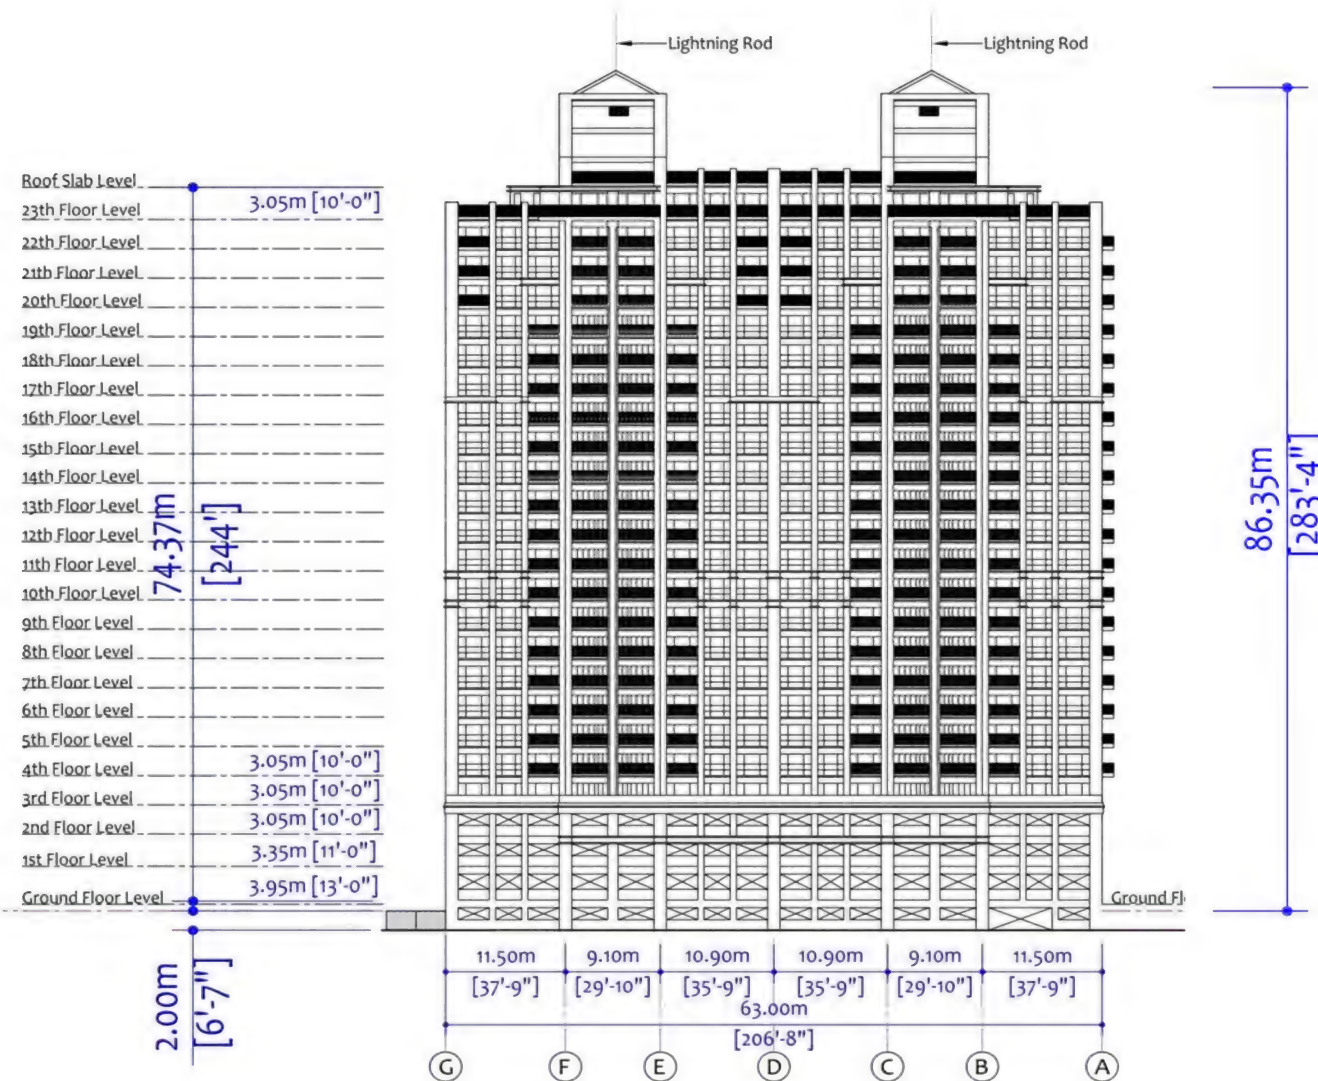 Lightning Rod
Lightning Rod
Roof Slab Level
3.05m [10'-0"]
23th Floor Level
22th Floor Level
21th Floor Level
20th Floor Level
19th Floor Level
18th Floor Level
17th Floor Level
16th Floor Level
15th Floor Level
14th Floor Level
13th Floor Level
12th Floor Level
11th Floor Level
10th Floor Level
9th Floor Level
8th Floor Level
7th Floor Level
6th Floor Level
5th Floor Level
4th Floor Level
3.05m [10'-0"]
3rd Floor Level
3.05m [10'-0"]
2nd Floor Level
3.05m [10'-0"]
1st Floor Level
3.35m [11'-0"]
Ground Floor Level
3.95m [13'-0"]
74.37m
[244']
2.00m
[6'-7"]
86.35m
[283'-4"]
Ground Fl
11.50m 9.10m 10.90m 10.90m 9.10m 11.50m
[37'-9"] [29'-10"] [35'-9"] [35'-9"] [29'-10"] [37'-9"]
63.00m
[206'-8"]
G F E D C B A